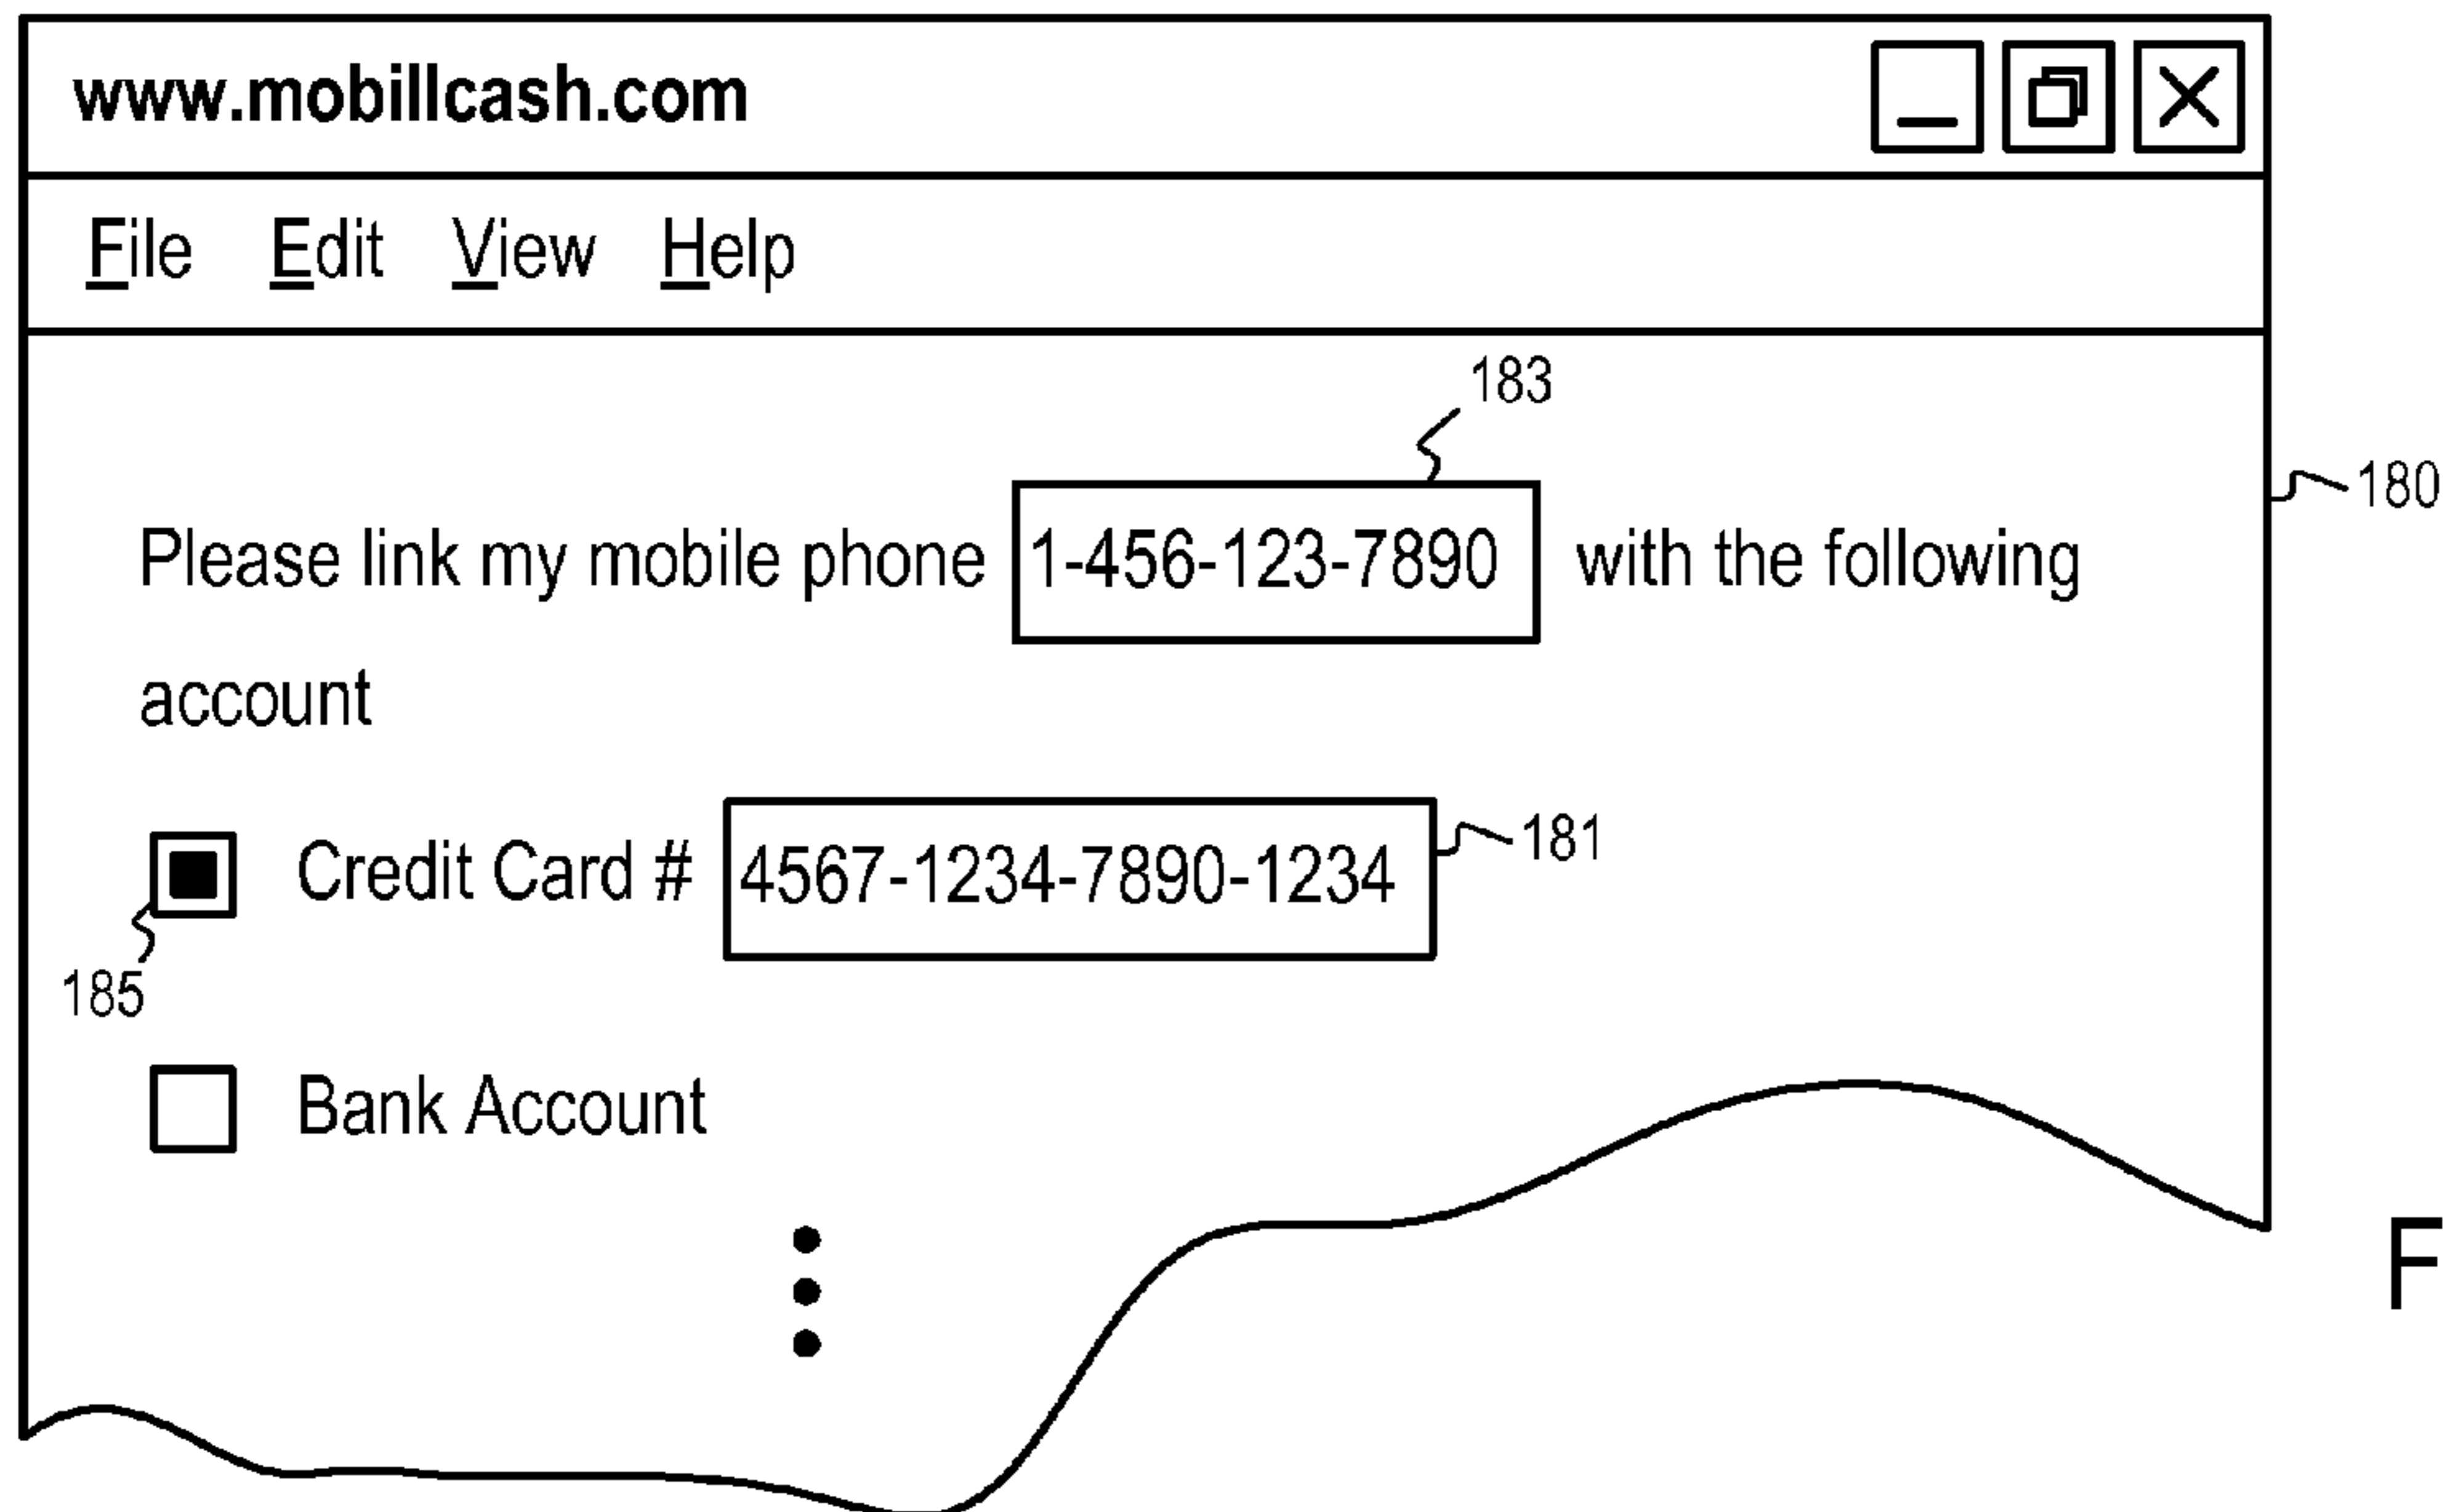 www.mobillcash.com
File Edit View Help
183
180
Please link my mobile phone 1-456-123-7890 with the following
account
Credit Card # 4567-1234-7890-1234 181
185
Bank Account
F